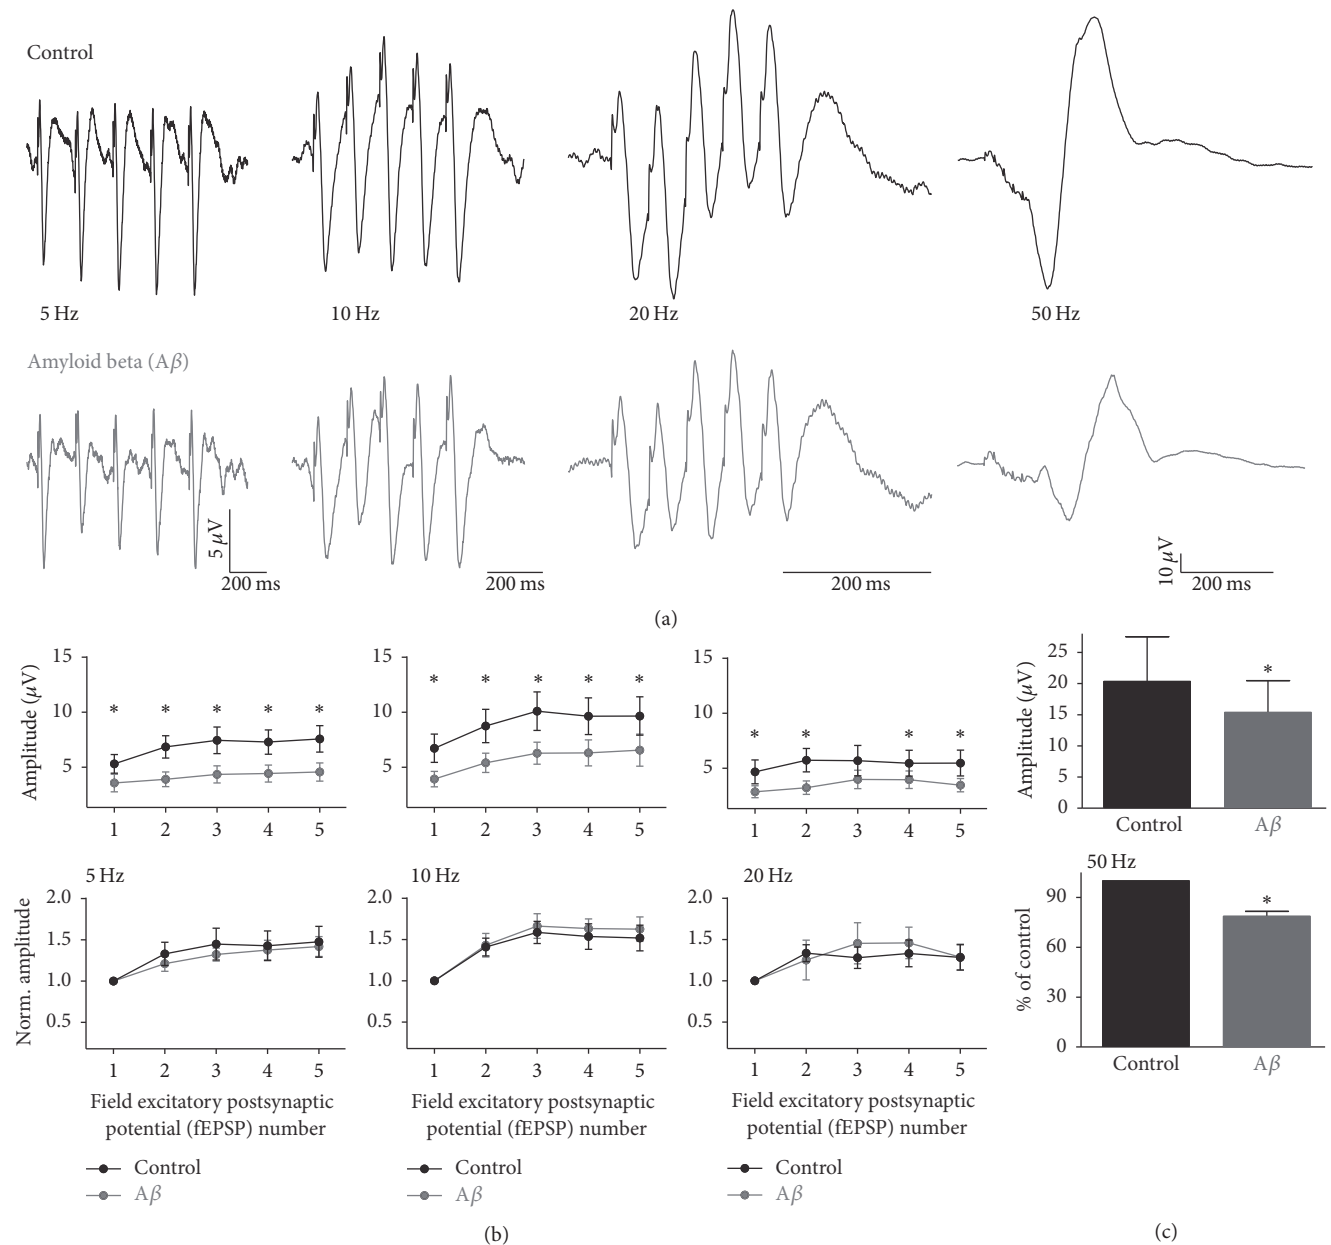 Control
5 Hz
10 Hz
20 Hz
50 Hz
Amyloid beta (Aβ)
5 μV
200 ms
200 ms
200 ms
10 μV
200 ms
(a)
Amplitude (μV)
15
10
5
* * * * *
1 2 3 4 5
15
10
5
* * * * *
1 2 3 4 5
15
10
5
* * * *
1 2 3 4 5
Amplitude (μV)
25
20
15
10
5
0
*
Control Aβ
5 Hz
Norm. amplitude
2.0
1.5
1.0
0.5
1 2 3 4 5
Field excitatory postsynaptic
potential (fEPSP) number
Control
Aβ
10 Hz
2.0
1.5
1.0
0.5
1 2 3 4 5
Field excitatory postsynaptic
potential (fEPSP) number
Control
Aβ
20 Hz
2.0
1.5
1.0
0.5
1 2 3 4 5
Field excitatory postsynaptic
potential (fEPSP) number
Control
Aβ
(b)
50 Hz
% of control
90
60
30
0
*
Control Aβ
(c)